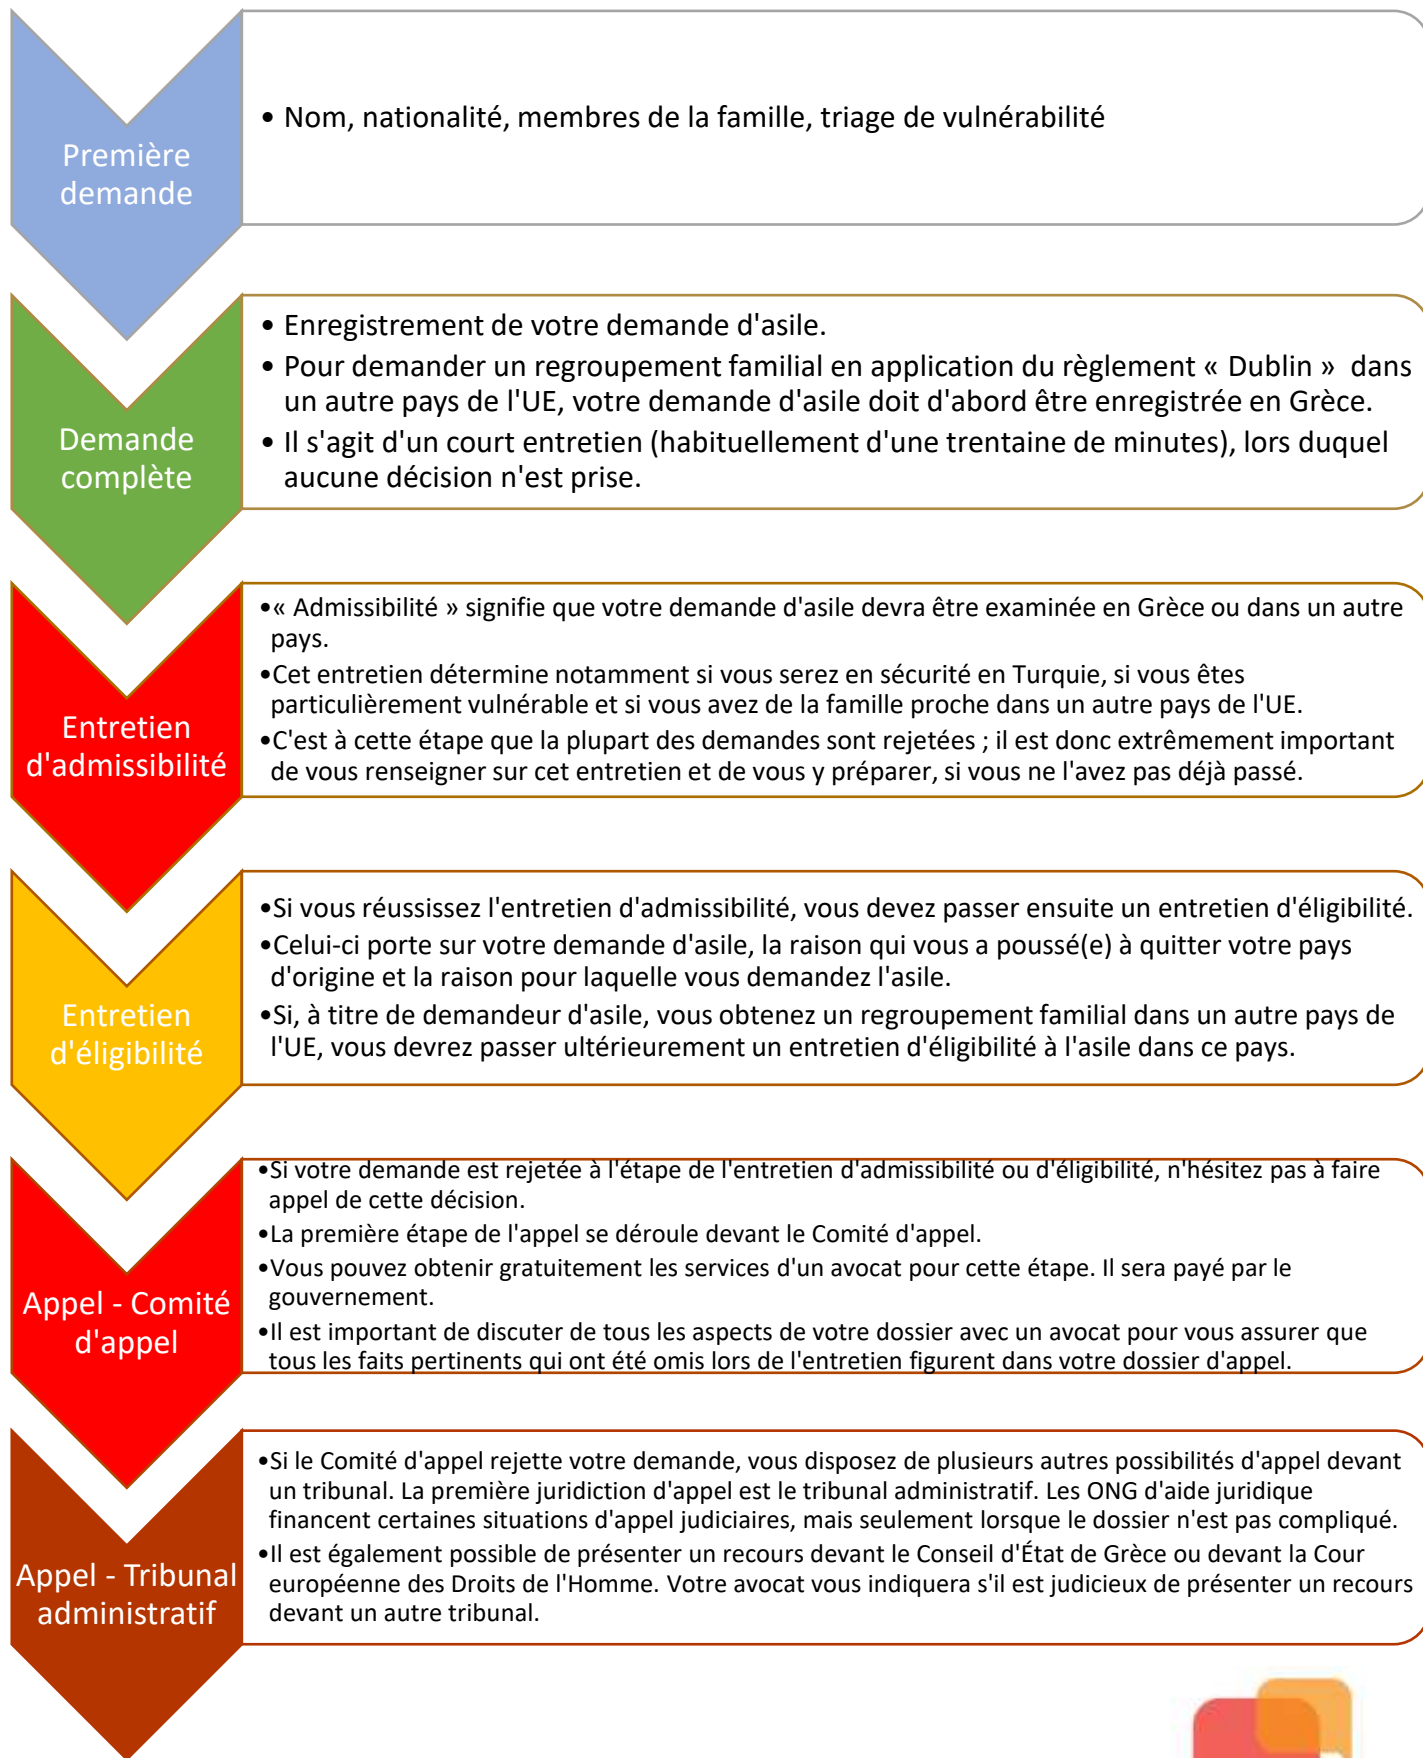 Première
demande
• Nom, nationalité, membres de la famille, triage de vulnérabilité
Demande
complète
• Enregistrement de votre demande d'asile.
• Pour demander un regroupement familial en application du règlement « Dublin »  dans
un autre pays de l'UE, votre demande d'asile doit d'abord être enregistrée en Grèce.
• Il s'agit d'un court entretien (habituellement d'une trentaine de minutes), lors duquel
aucune décision n'est prise.
Entretien
d'admissibilité
•« Admissibilité » signifie que votre demande d'asile devra être examinée en Grèce ou dans un autre
pays.
•Cet entretien détermine notamment si vous serez en sécurité en Turquie, si vous êtes
particulièrement vulnérable et si vous avez de la famille proche dans un autre pays de l'UE.
•C'est à cette étape que la plupart des demandes sont rejetées ; il est donc extrêmement important
de vous renseigner sur cet entretien et de vous y préparer, si vous ne l'avez pas déjà passé.
Entretien
d'éligibilité
•Si vous réussissez l'entretien d'admissibilité, vous devez passer ensuite un entretien d'éligibilité.
•Celui-ci porte sur votre demande d'asile, la raison qui vous a poussé(e) à quitter votre pays
d'origine et la raison pour laquelle vous demandez l'asile.
•Si, à titre de demandeur d'asile, vous obtenez un regroupement familial dans un autre pays de
l'UE, vous devrez passer ultérieurement un entretien d'éligibilité à l'asile dans ce pays.
Appel - Comité
d'appel
•Si votre demande est rejetée à l'étape de l'entretien d'admissibilité ou d'éligibilité, n'hésitez pas à faire
appel de cette décision.
•La première étape de l'appel se déroule devant le Comité d'appel.
•Vous pouvez obtenir gratuitement les services d'un avocat pour cette étape. Il sera payé par le
gouvernement.
•Il est important de discuter de tous les aspects de votre dossier avec un avocat pour vous assurer que
tous les faits pertinents qui ont été omis lors de l'entretien figurent dans votre dossier d'appel.
Appel - Tribunal
administratif
•Si le Comité d'appel rejette votre demande, vous disposez de plusieurs autres possibilités d'appel devant
un tribunal. La première juridiction d'appel est le tribunal administratif. Les ONG d'aide juridique
financent certaines situations d'appel judiciaires, mais seulement lorsque le dossier n'est pas compliqué.
•Il est également possible de présenter un recours devant le Conseil d'État de Grèce ou devant la Cour
européenne des Droits de l'Homme. Votre avocat vous indiquera s'il est judicieux de présenter un recours
devant un autre tribunal.